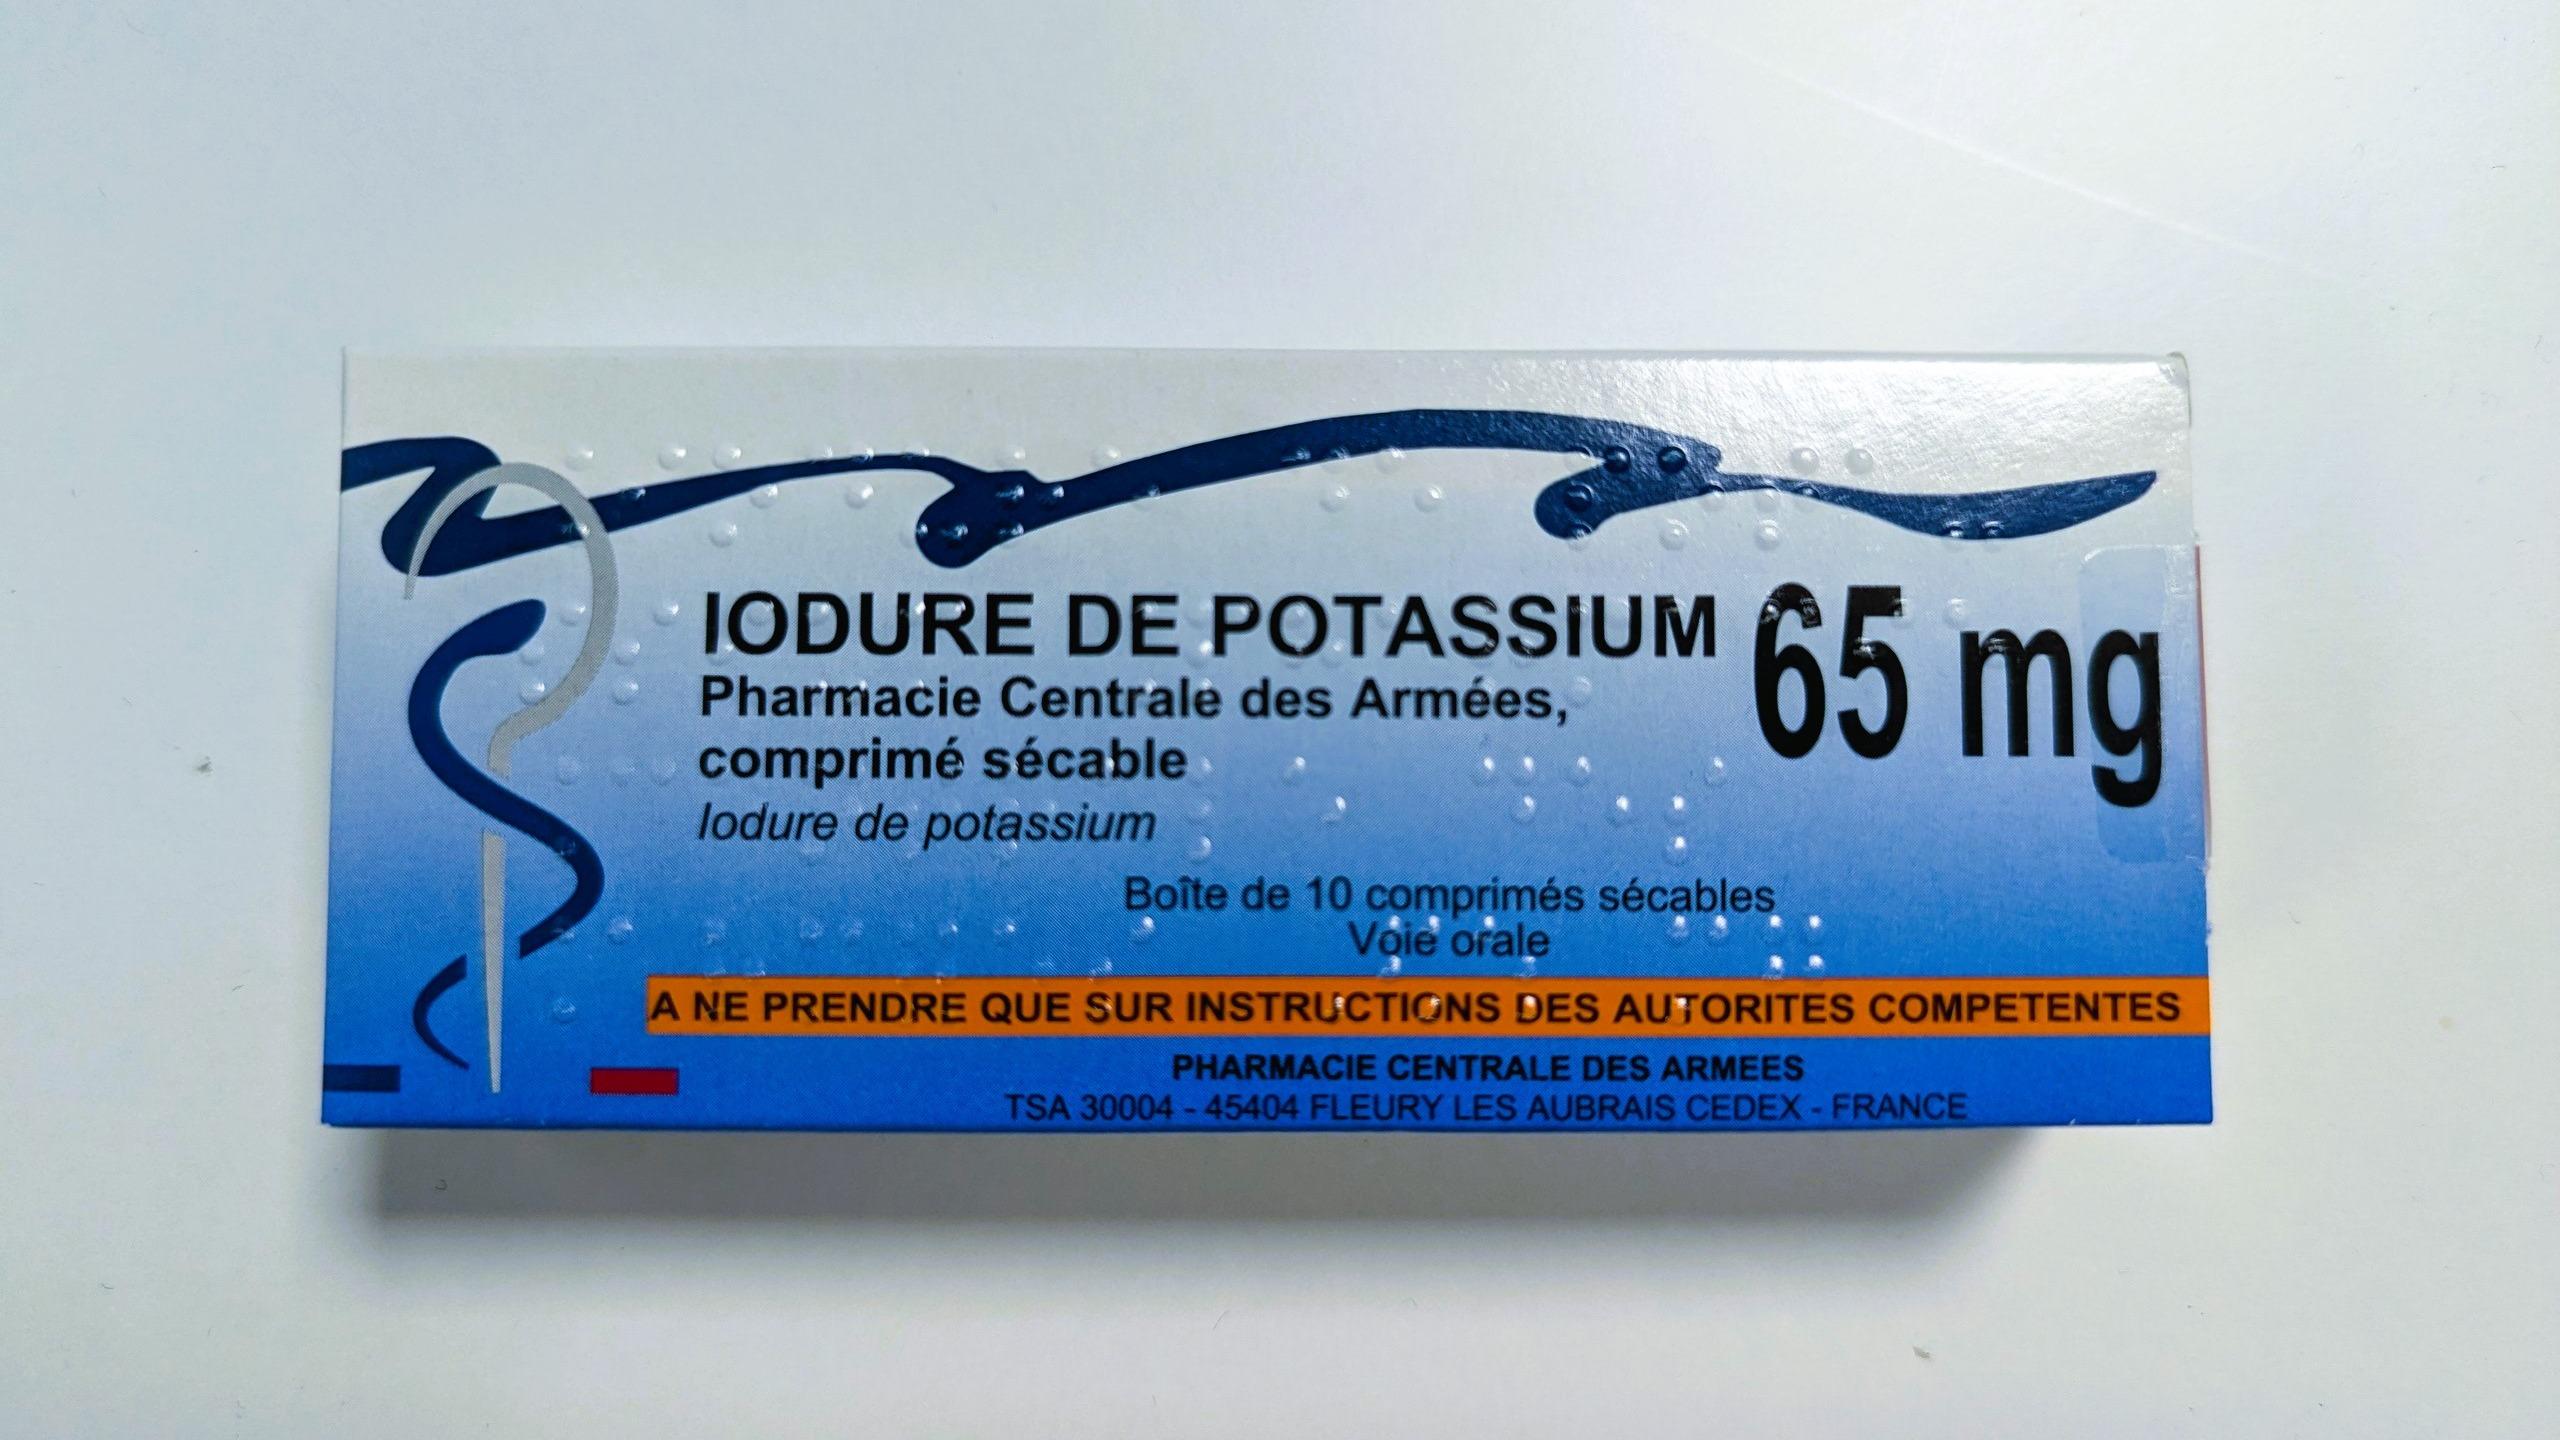 IODURE DE POTASSIUM 65 mg
Pharmacie Centrale des Armées,
comprimé sécable
Iodure de potassium
Boîte de 10 comprimés sécables
Voie orale
A NE PRENDRE QUE SUR INSTRUCTIONS DES AUTORITES COMPETENTES
PHARMACIE CENTRALE DES ARMEES
TSA 30004 - 45404 FLEURY LES AUBRAIS CEDEX - FRANCE